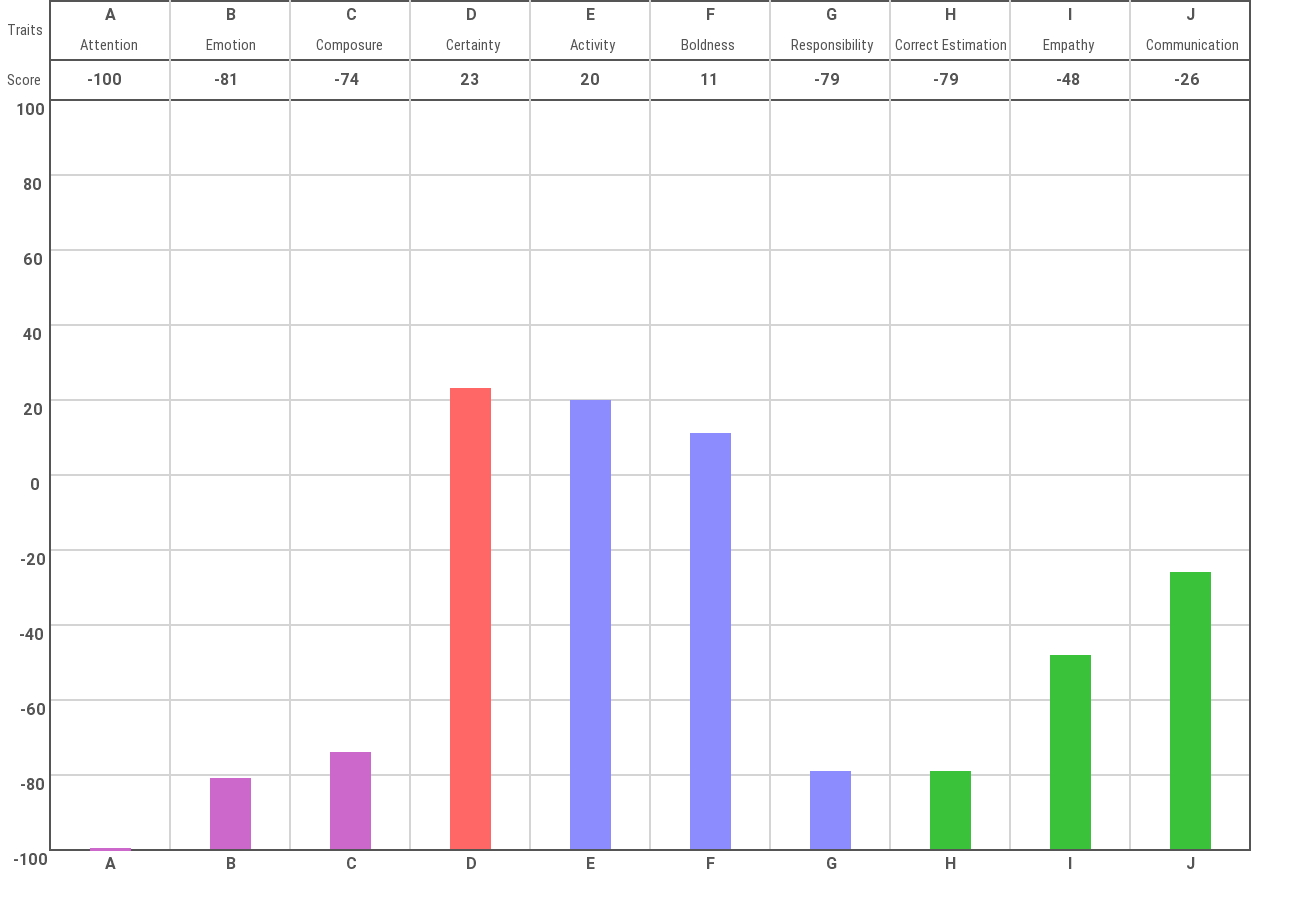 A B C D E F G H I J
Traits
Attention Emotion Composure Certainty Activity Boldness Responsibility Correct Estimation Empathy Communication
Score -100 -81 -74 23 20 11 -79 -79 -48 -26
100
80
60
40
20
0
-20
-40
-60
-80
-100
A B C D E F G H I J